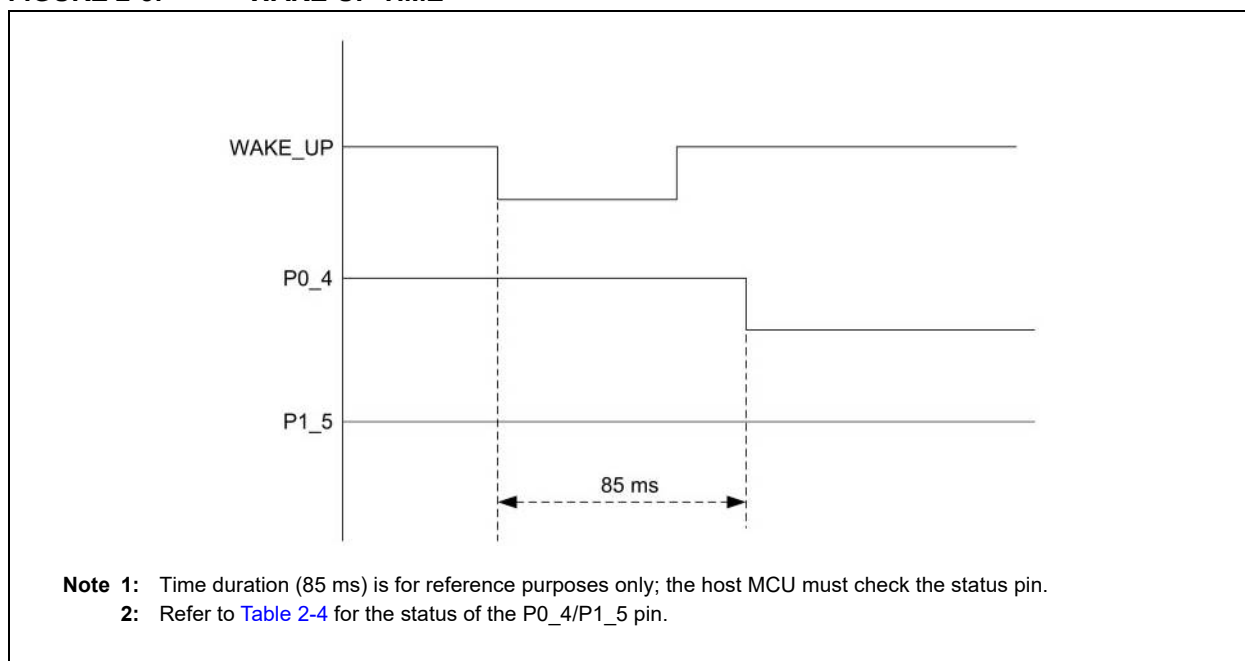 WAKE_UP
P0_4
P1_5
85 ms
Note 1: Time duration (85 ms) is for reference purposes only; the host MCU must check the status pin.
2: Refer to Table 2-4 for the status of the P0_4/P1_5 pin.